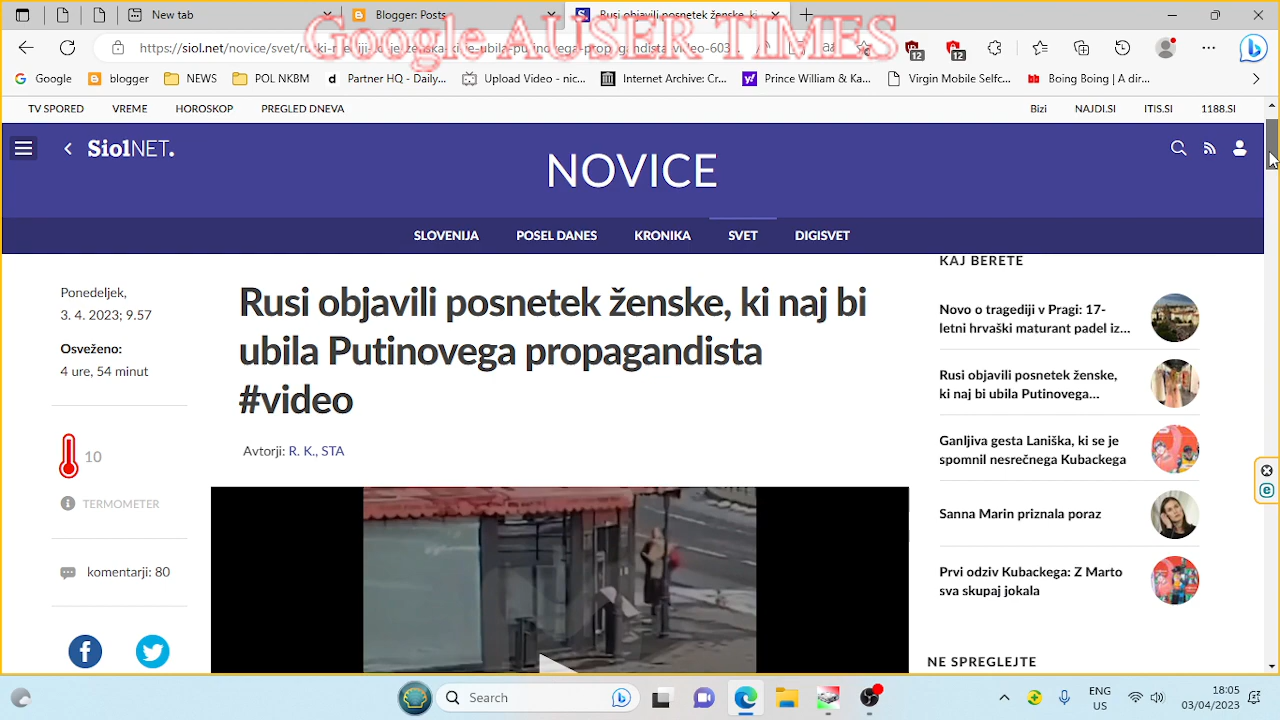 New tab
Blogger: Posts
Rusi objavili posnetek ženske, ki
Google AUSER TIMES
12
12
Google
blogger
NEWS
POL NKBM
Partner HQ - Daily...
Upload Video - nic...
Internet Archive: Cr...
Prince William & Ka...
Virgin Mobile Selfc...
Boing Boing | A dir...
TV SPORED
VREME
HOROSKOP
PREGLED DNEVA
Bizi
NAJDI.SI
ITIS.SI
1188.SI
SiolNET.
NOVICE
SLOVENIJA
POSEL DANES
KRONIKA
SVET
DIGISVET
Ponedeljek,
3. 4. 2023; 9.57
Osveženo:
4 ure, 54 minut
10
TERMOMETER
komentarji: 80
Rusi objavili posnetek ženske, ki naj bi
ubila Putinovega propagandista
#video
Avtorji: R. K., STA
KAJ BERETE
Novo o tragediji v Pragi: 17-
letni hrvaški maturant padel iz...
Rusi objavili posnetek ženske,
ki naj bi ubila Putinovega...
Ganljiva gesta Laniška, ki se je
spomnil nesrečnega Kubackega
Sanna Marin priznala poraz
Prvi odziv Kubackega: Z Marto
sva skupaj jokala
NE SPREGLEJTE
Search
ENG
US
18:05
03/04/2023